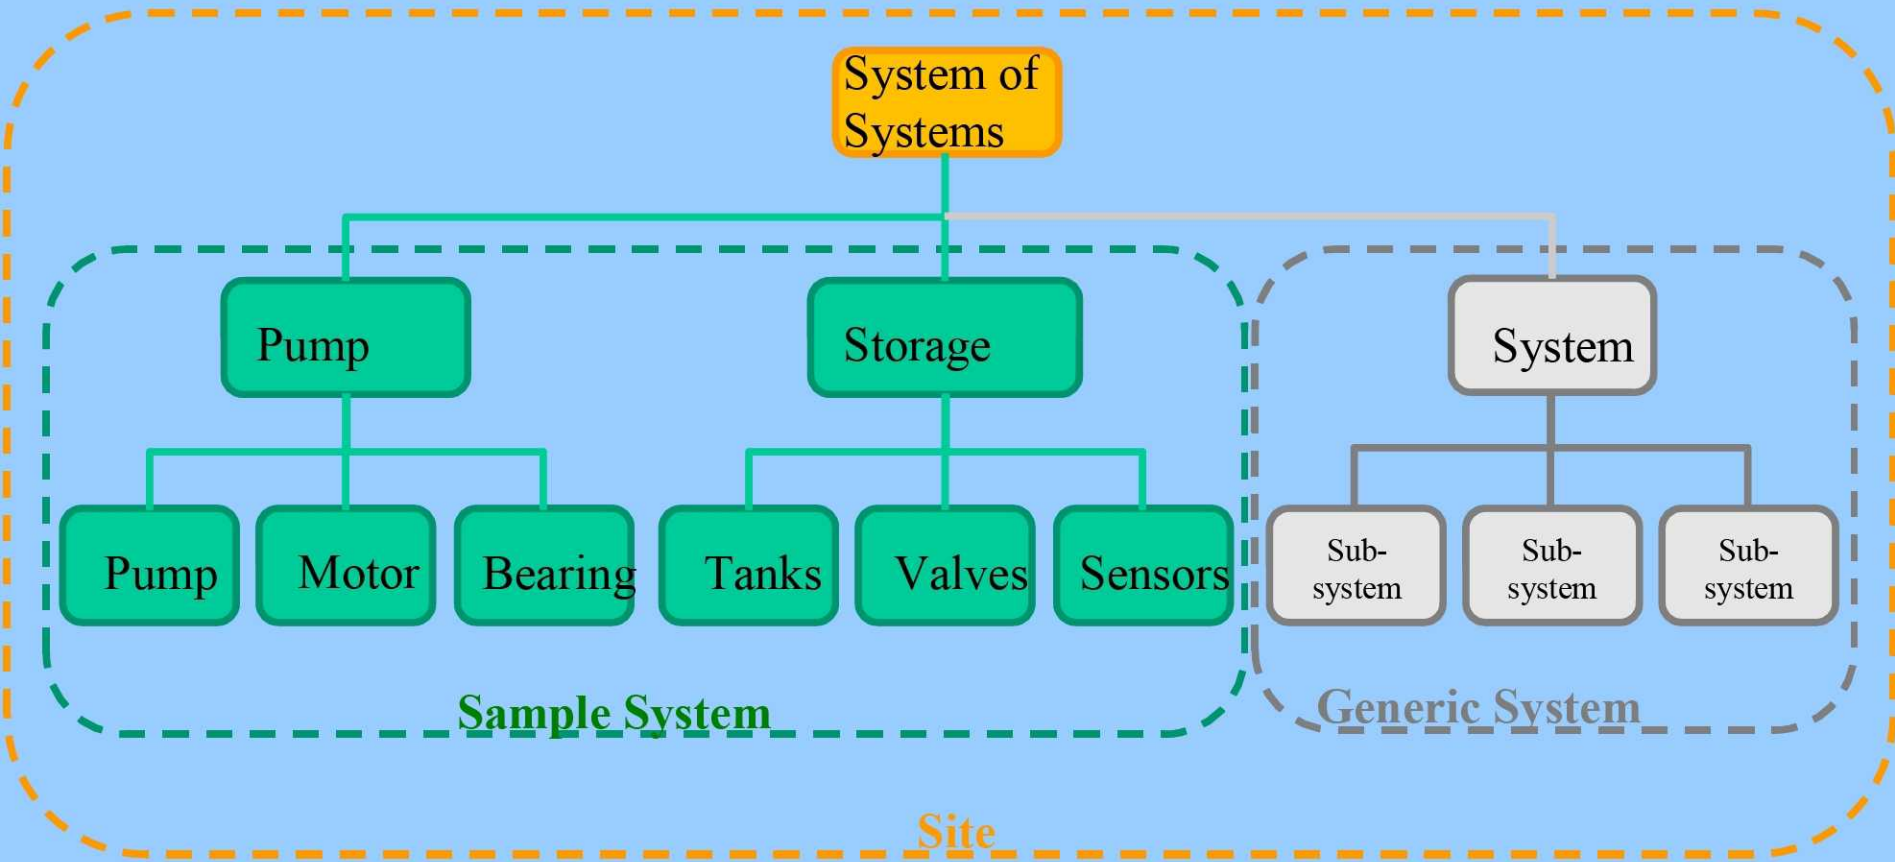 System of
Systems
Pump
Storage
System
Pump
Motor
Bearing
Tanks
Valves
Sensors
Sub-
system
Sub-
system
Sub-
system
Sample System
Generic System
Site